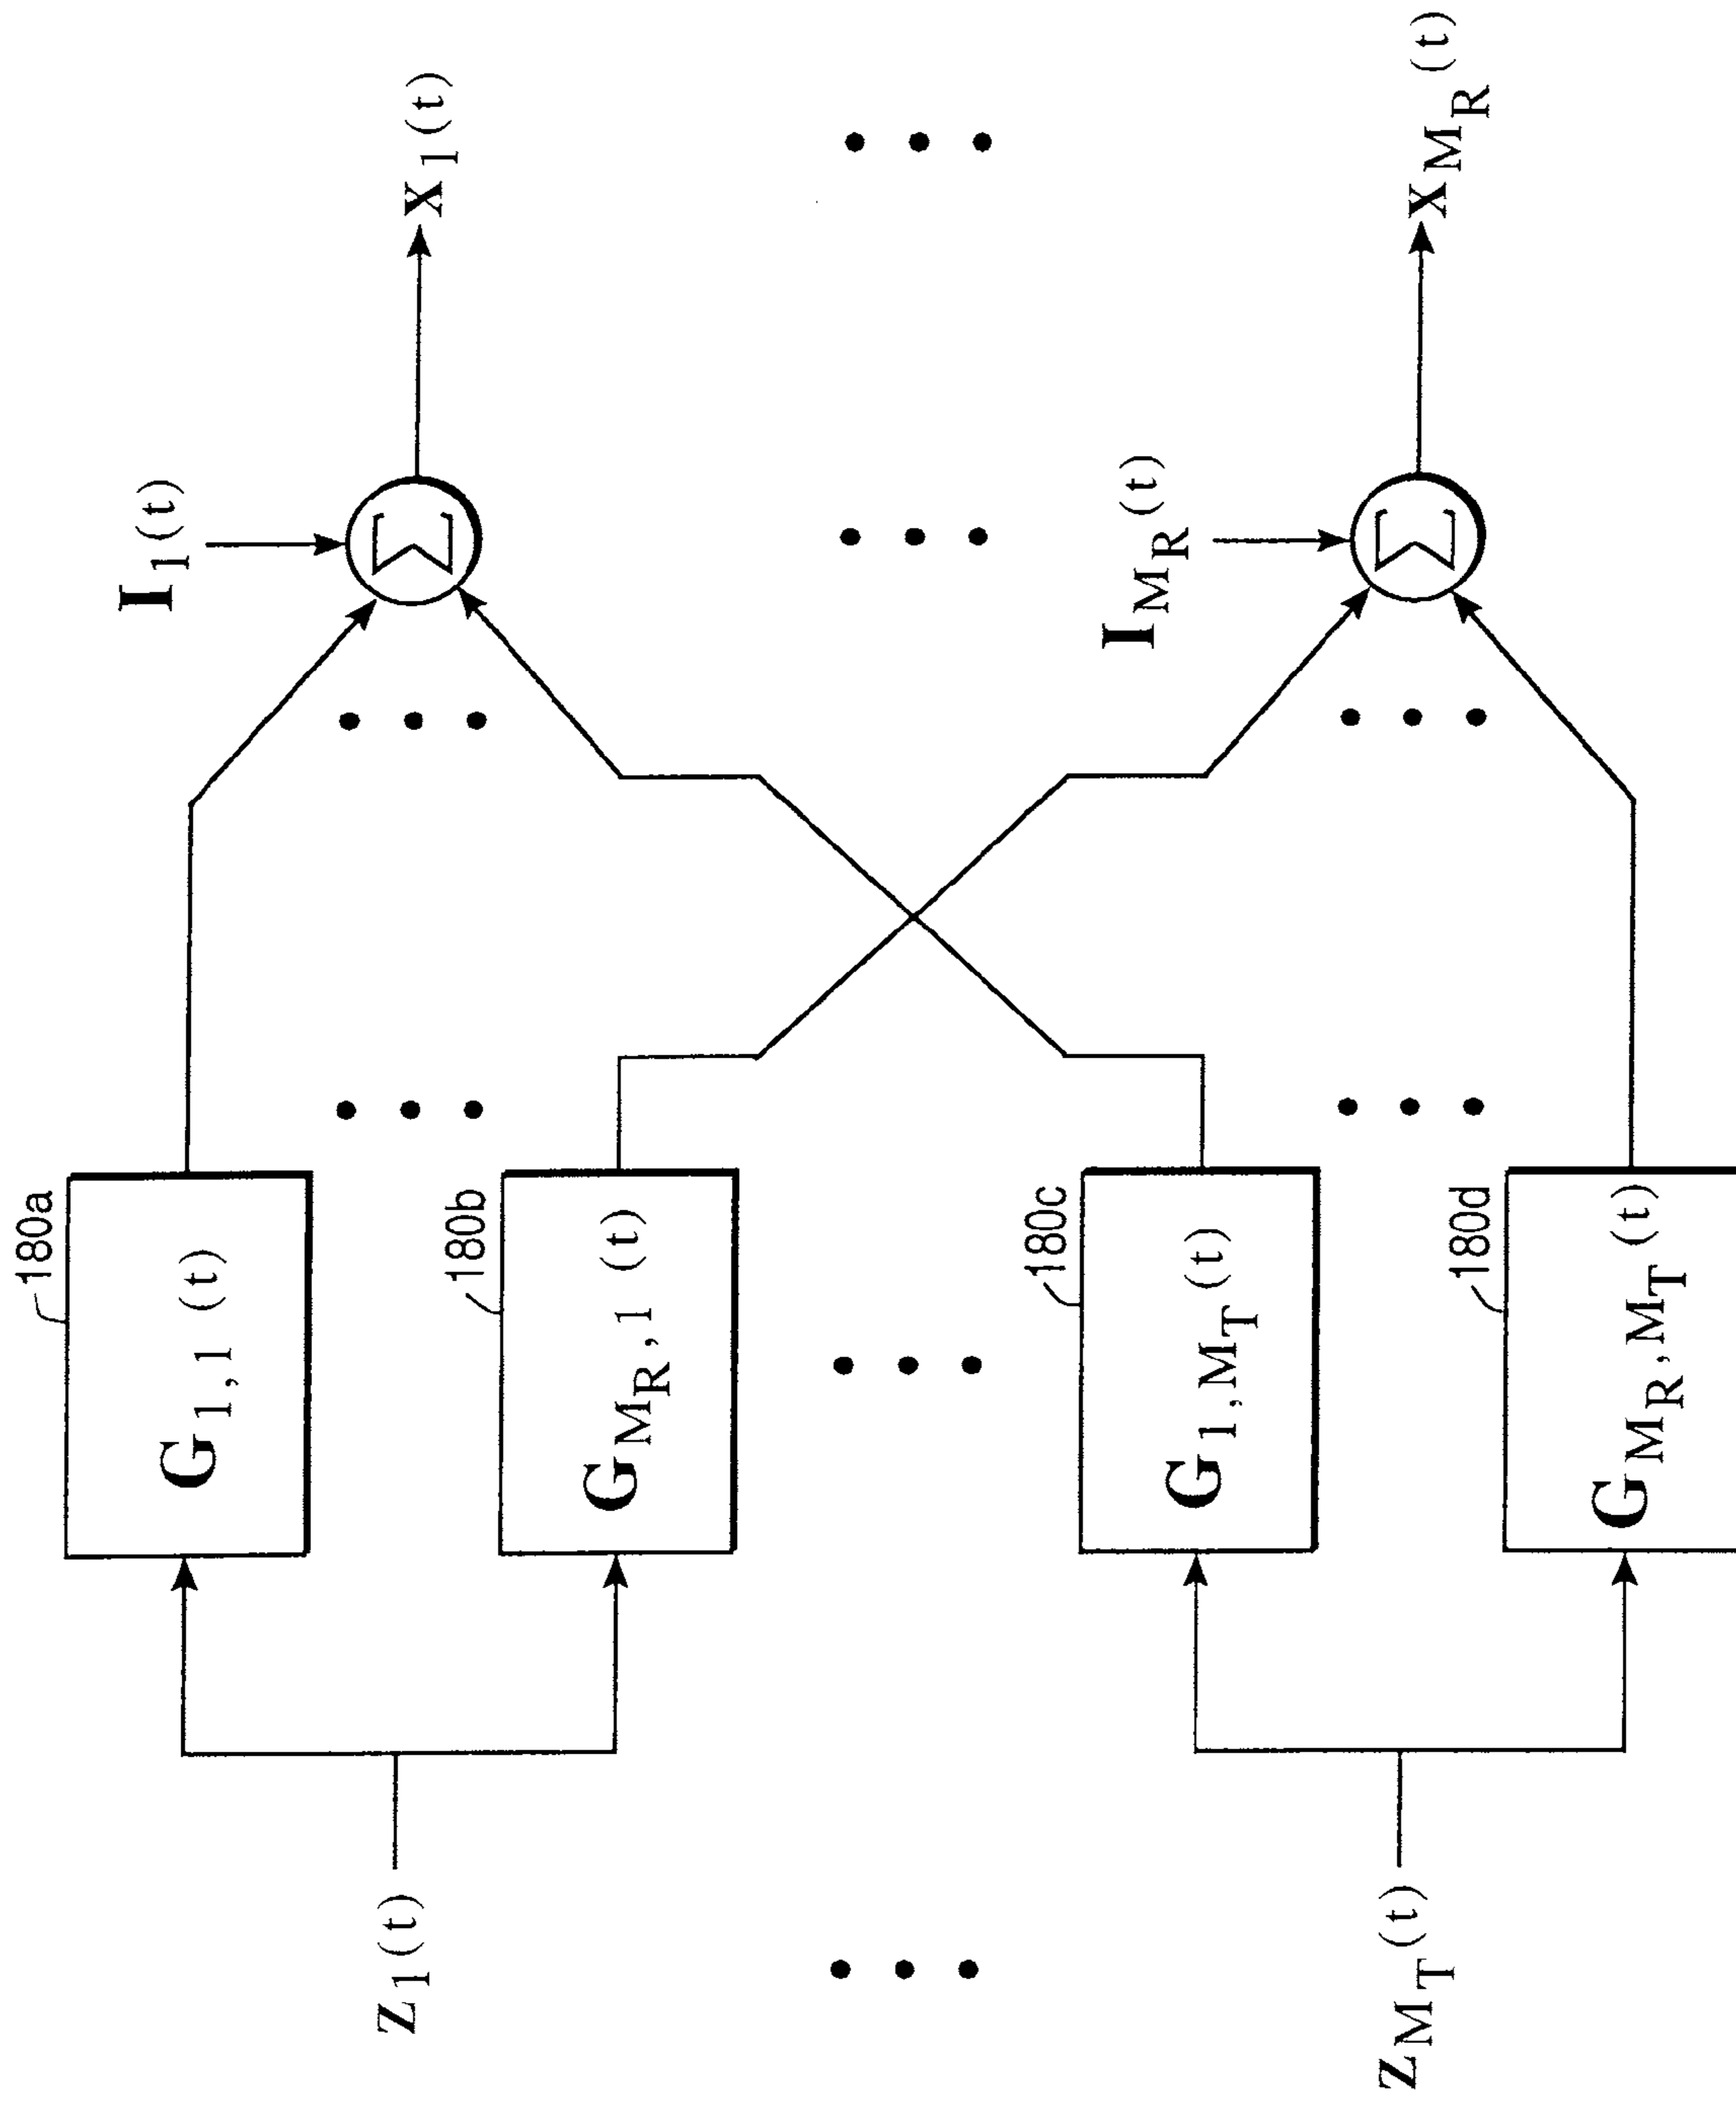 180a
G1,1 (t)
I1(t)
x1(t)
z1(t)
180b
GMR,1 (t)
180c
G1,MT (t)
IMR(t)
xMR(t)
zMT(t)
180d
GMR,MT (t)
Σ
Σ